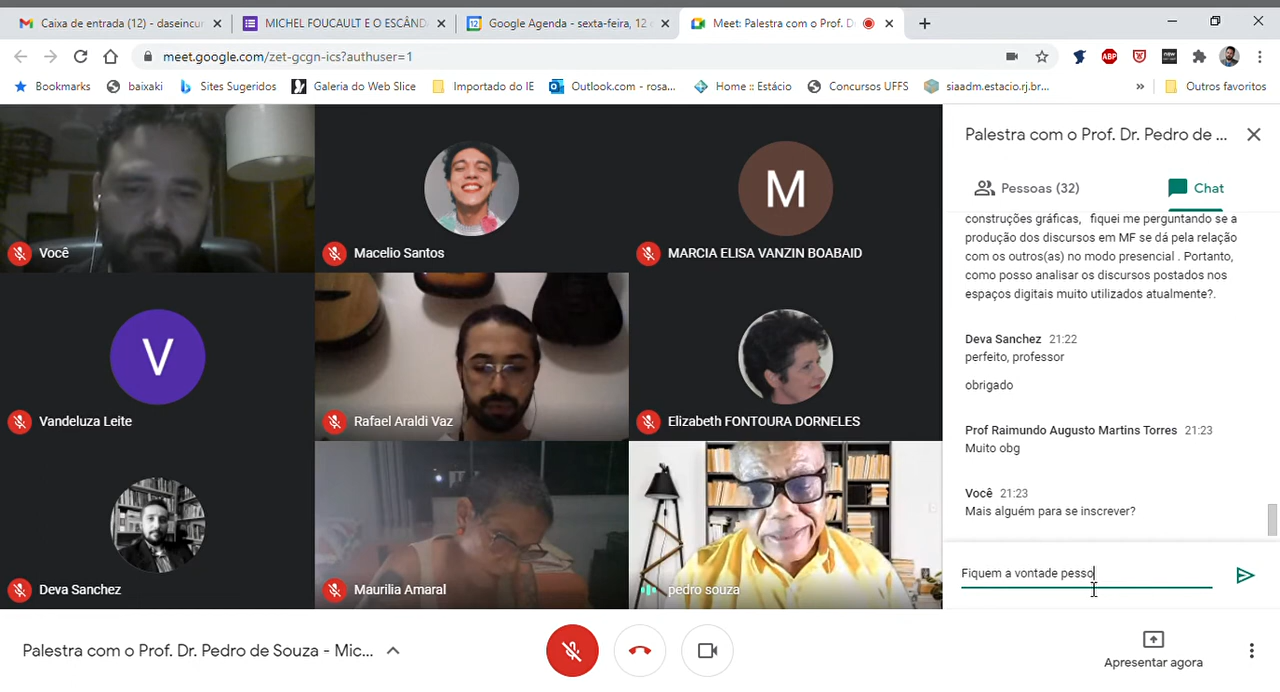 Caixa de entrada (12) - daseincur
MICHEL FOUCAULT E O ESCÂND
Google Agenda - sexta-feira, 12
Meet: Palestra com o Prof. D
meet.google.com/zet-gcgn-ics?authuser=1
ABP
Bookmarks
baixaki
Sites Sugeridos
Galeria do Web Slice
Importado do IE
Outlook.com - rosa...
Home :: Estácio
Concursos UFFS
siaadm.estacio.rj.br...
»
Outros favoritos
Você
Macelio Santos
M
MARCIA ELISA VANZIN BOABAID
V
Vandeluza Leite
Rafael Araldi Vaz
Elizabeth FONTOURA DORNELES
Deva Sanchez
Maurilia Amaral
pedro souza
Palestra com o Prof. Dr. Pedro de ...
Pessoas (32)
Chat
construções gráficas, fiquei me perguntando se a
produção dos discursos em MF se dá pela relação
com os outros(as) no modo presencial . Portanto,
como posso analisar os discursos postados nos
espaços digitais muito utilizados atualmente?.
Deva Sanchez 21:22
perfeito, professor
obrigado
Prof Raimundo Augusto Martins Torres 21:23
Muito obg
Você 21:23
Mais alguém para se inscrever?
Fiquem a vontade pesso
Palestra com o Prof. Dr. Pedro de Souza - Mic...
Apresentar agora